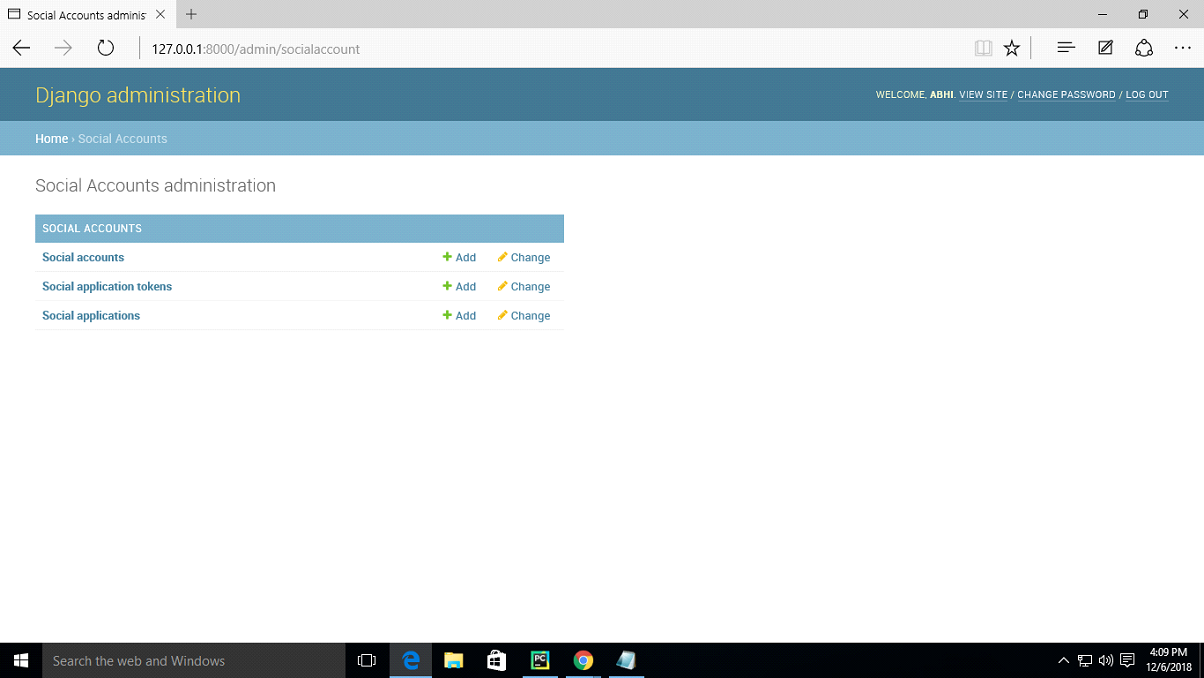 Social Accounts adminis
127.0.0.1:8000/admin/socialaccount
Django administration
WELCOME, ABHI. VIEW SITE / CHANGE PASSWORD / LOG OUT
Home › Social Accounts
Social Accounts administration
SOCIAL ACCOUNTS
Social accounts Add Change
Social application tokens Add Change
Social applications Add Change
Search the web and Windows
PC
4:09 PM
12/6/2018